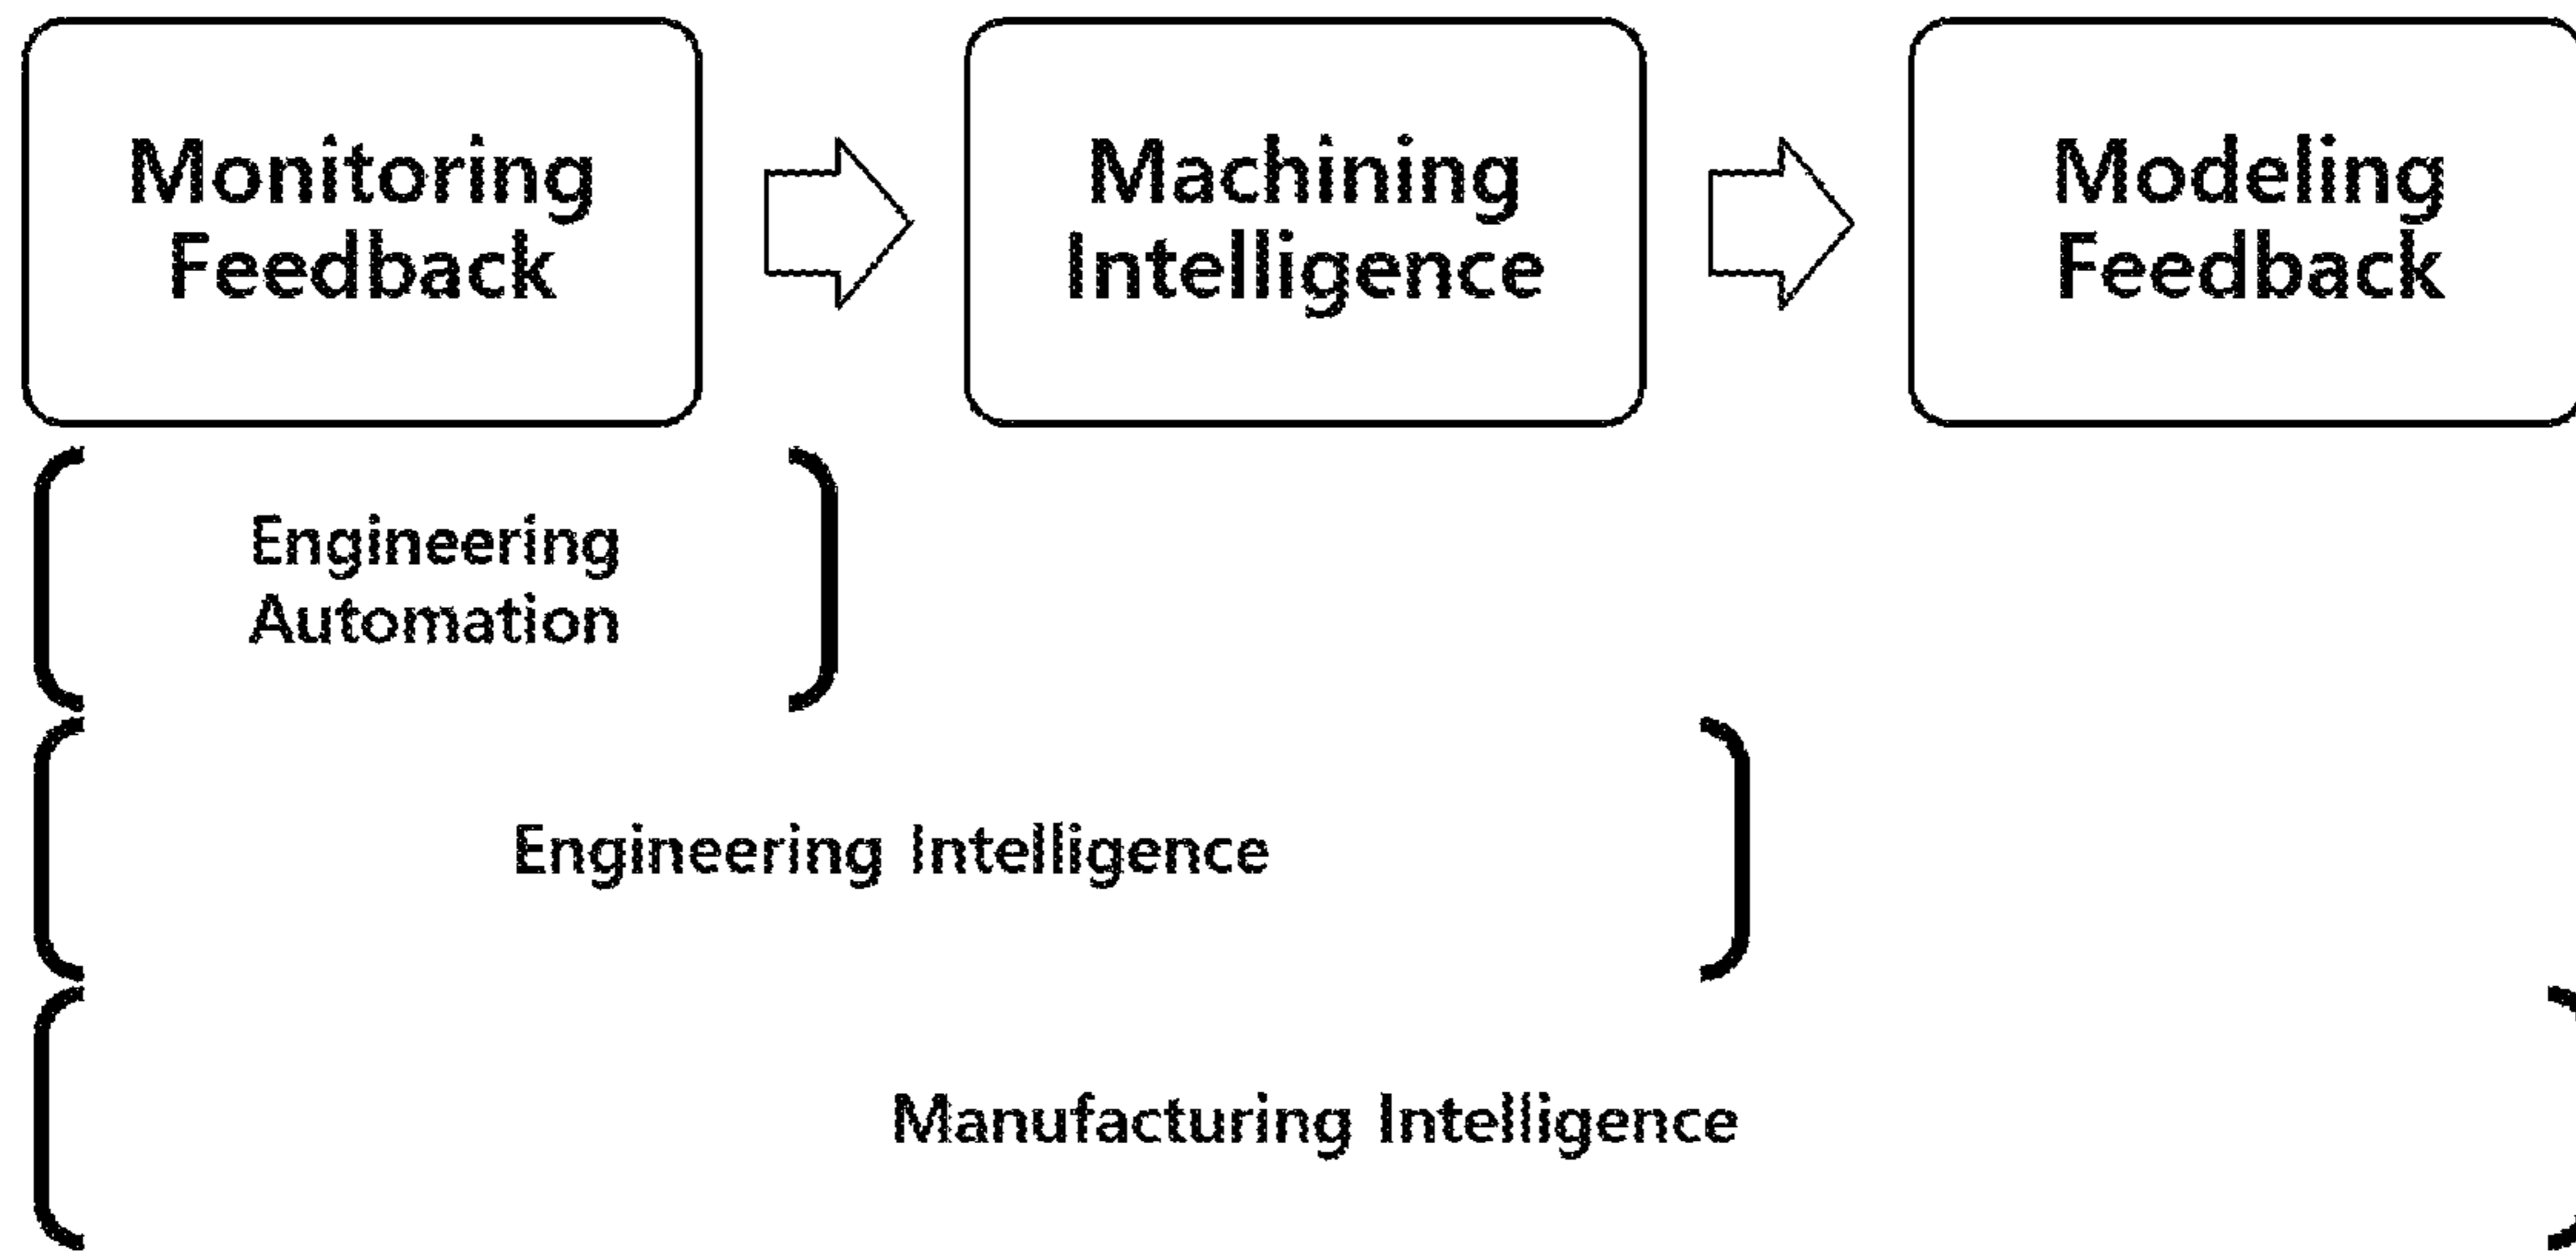 Monitoring
Feedback
Machining
Intelligence
Modeling
Feedback
Engineering
Automation
Engineering Intelligence
Manufacturing Intelligence